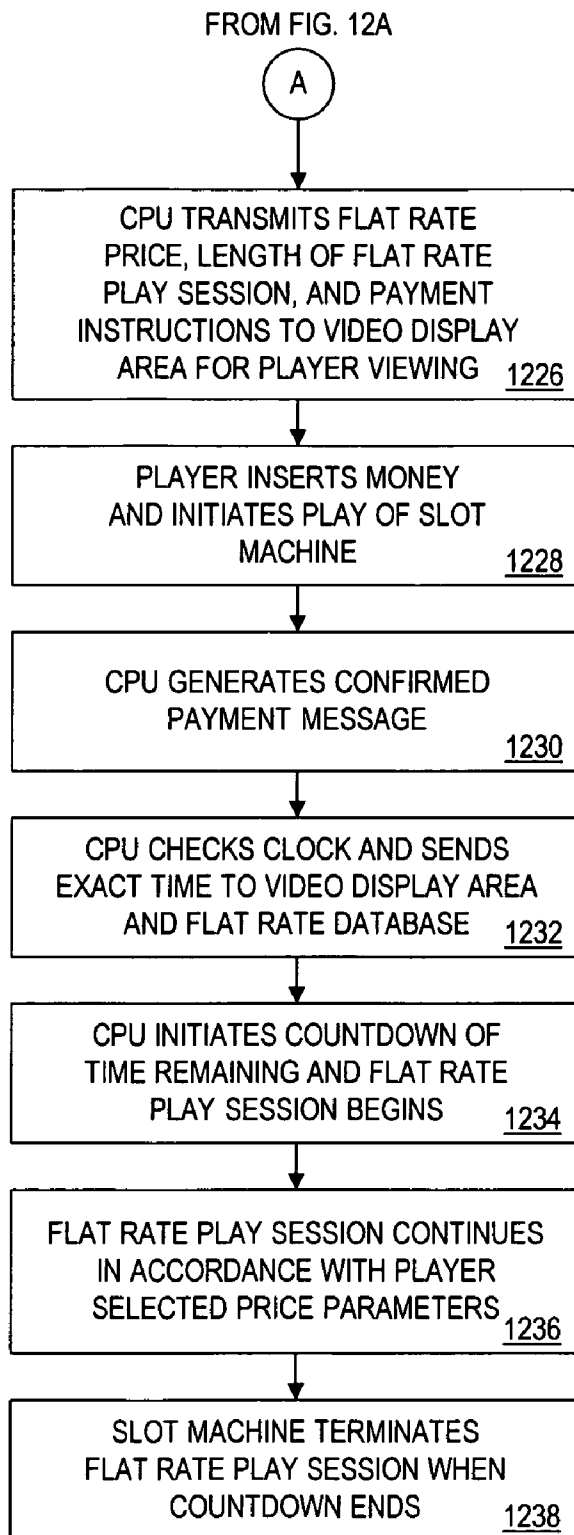 FROM FIG. 12A
A
CPU TRANSMITS FLAT RATE
PRICE, LENGTH OF FLAT RATE
PLAY SESSION, AND PAYMENT
INSTRUCTIONS TO VIDEO DISPLAY
AREA FOR PLAYER VIEWING 1226
PLAYER INSERTS MONEY
AND INITIATES PLAY OF SLOT
MACHINE 1228
CPU GENERATES CONFIRMED
PAYMENT MESSAGE
1230
CPU CHECKS CLOCK AND SENDS
EXACT TIME TO VIDEO DISPLAY AREA
AND FLAT RATE DATABASE 1232
CPU INITIATES COUNTDOWN OF
TIME REMAINING AND FLAT RATE
PLAY SESSION BEGINS 1234
FLAT RATE PLAY SESSION CONTINUES
IN ACCORDANCE WITH PLAYER
SELECTED PRICE PARAMETERS 1236
SLOT MACHINE TERMINATES
FLAT RATE PLAY SESSION WHEN
COUNTDOWN ENDS 1238